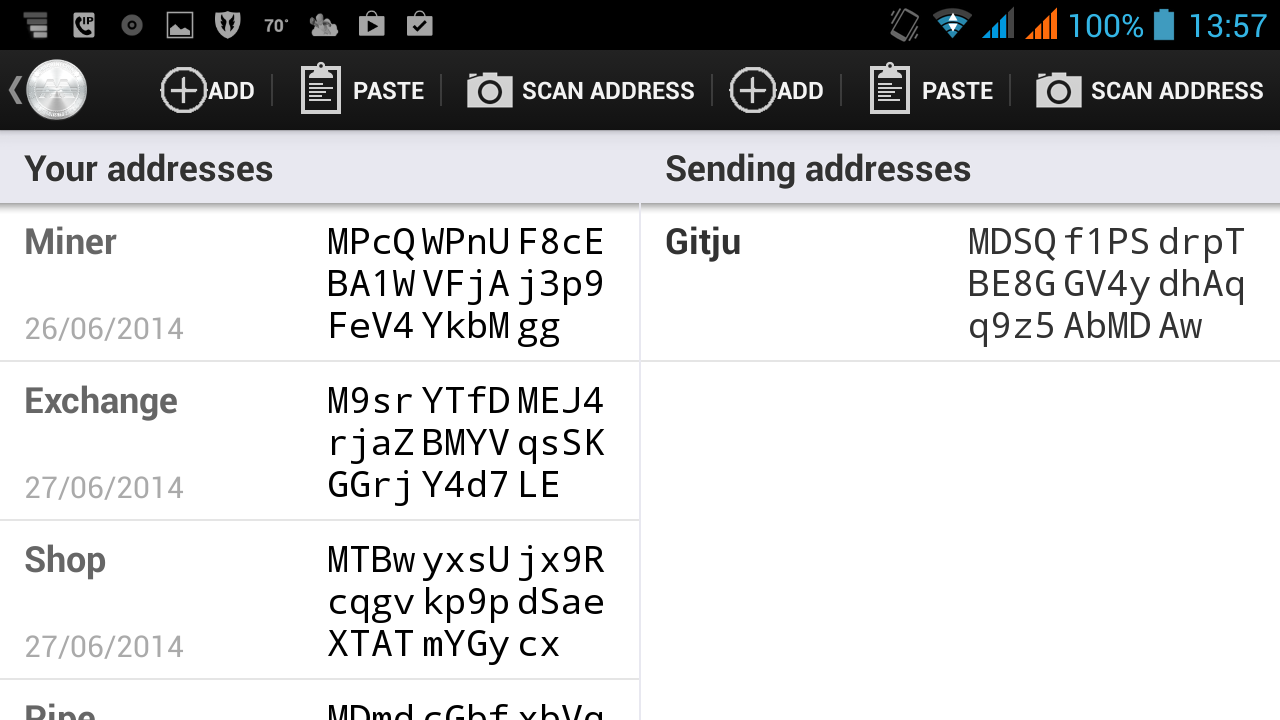 70°
100% 13:57
ADD PASTE SCAN ADDRESS ADD PASTE SCAN ADDRESS
Your addresses
Miner MPcQ WPnU F8cE
BA1W VFjA j3p9
26/06/2014 FeV4 YkbM gg
Exchange M9sr YTfD MEJ4
rjaZ BMYV qsSK
27/06/2014 GGrj Y4d7 LE
Shop MTBw yxsU jx9R
cqgv kp9p dSae
27/06/2014 XTAT mYGy cx
Sending addresses
Gitju MDSQ f1PS drpT
BE8G GV4y dhAq
q9z5 AbMD Aw